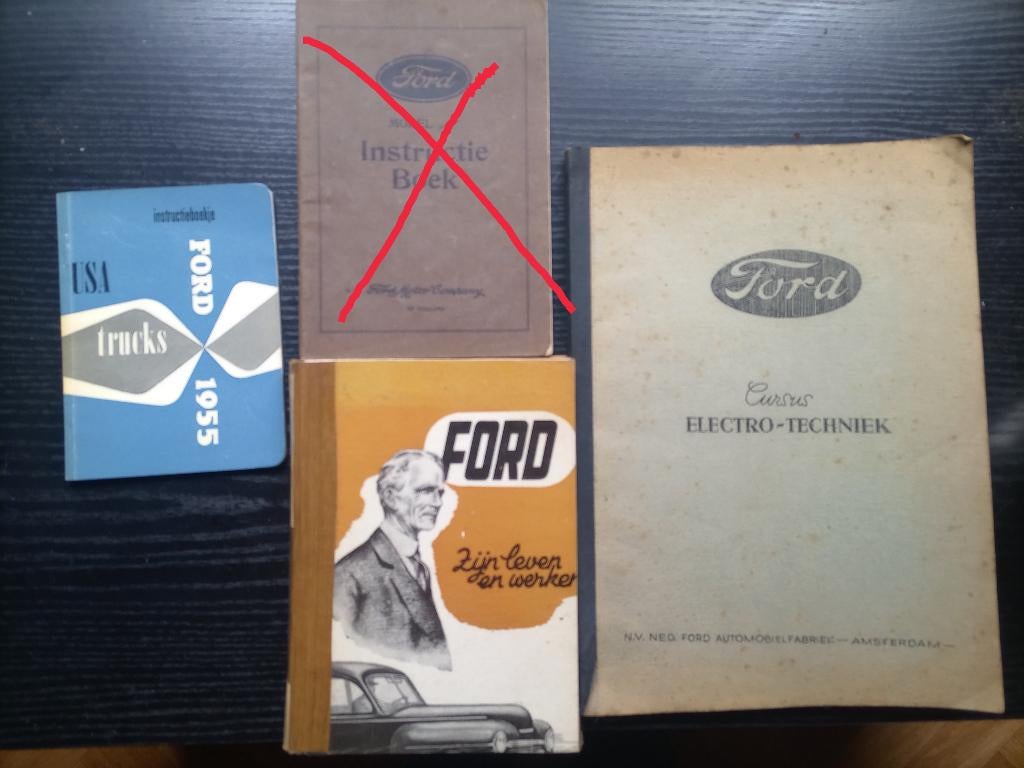 instructieboekje
USA
FORD 1955
trucks
Ford
Instructie
Boek
Ford Motor Company
FORD
Zijn leven
en werken
Ford
Cursus
ELECTRO-TECHNIEK
N.V. NED. FORD AUTOMOBIELFABRIEK — AMSTERDAM —